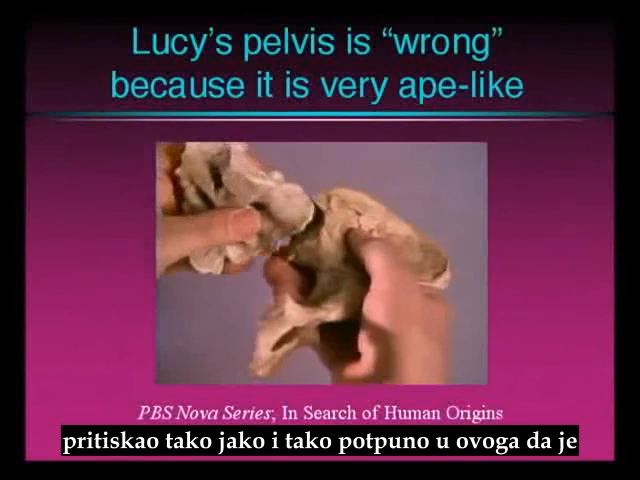 Lucy's pelvis is “wrong”
because it is very ape-like
PBS Nova Series, In Search of Human Origins
pritiskao tako jako i tako potpuno u ovoga da je